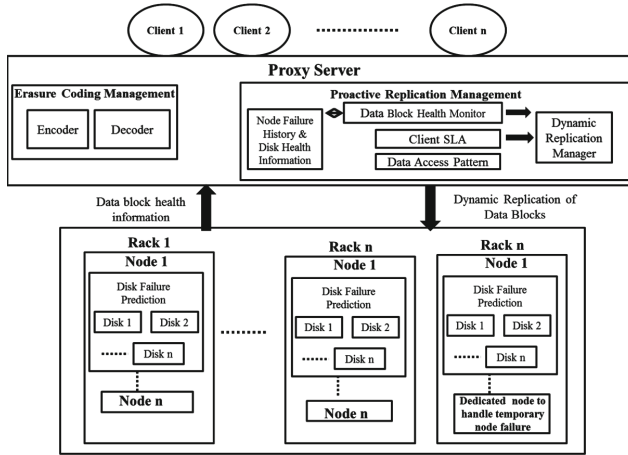 Client 1
Client 2
Client n
Proxy Server
Erasure Coding Management
Encoder
Decoder
Proactive Replication Management
Node Failure
History &
Disk Health
Information
Data Block Health Monitor
Client SLA
Data Access Pattern
Dynamic
Replication
Manager
Data block health
information
Dynamic Replication of
Data Blocks
Rack 1
Node 1
Disk Failure
Prediction
Disk 1
Disk 2
Disk n
Node n
Rack n
Node 1
Disk Failure
Prediction
Disk 1
Disk 2
Disk n
Node n
Rack n
Node 1
Disk Failure
Prediction
Disk 1
Disk 2
Disk n
Dedicated node to
handle temporary
node failure